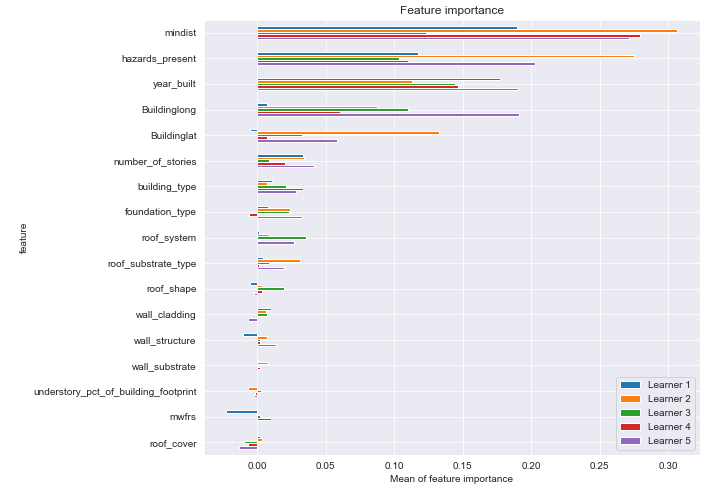 Feature importance
feature
mindist
hazards_present
year_built
Buildinglong
Buildinglat
number_of_stories
building_type
foundation_type
roof_system
roof_substrate_type
roof_shape
wall_cladding
wall_structure
wall_substrate
understory_pct_of_building_footprint
mwfrs
roof_cover
Learner 1
Learner 2
Learner 3
Learner 4
Learner 5
0.00 0.05 0.10 0.15 0.20 0.25 0.30
Mean of feature importance